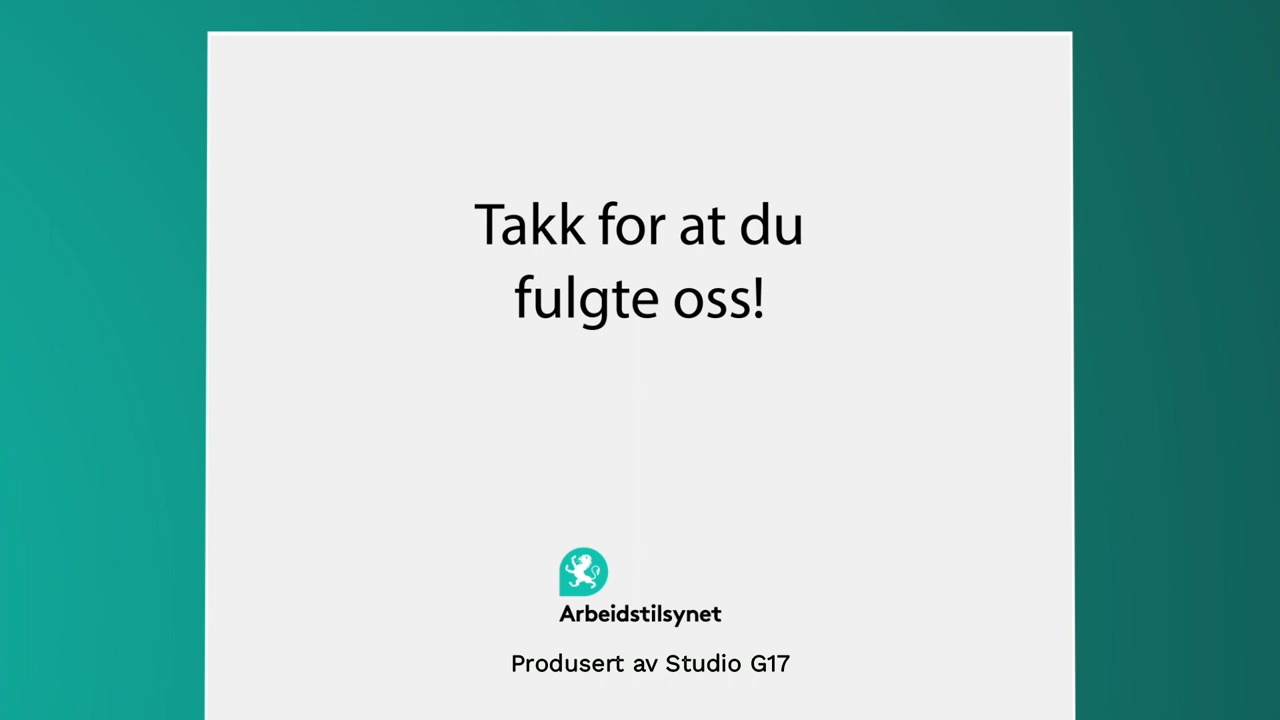 Takk for at du
fulgte oss!
Arbeidstilsynet
Produsert av Studio G17